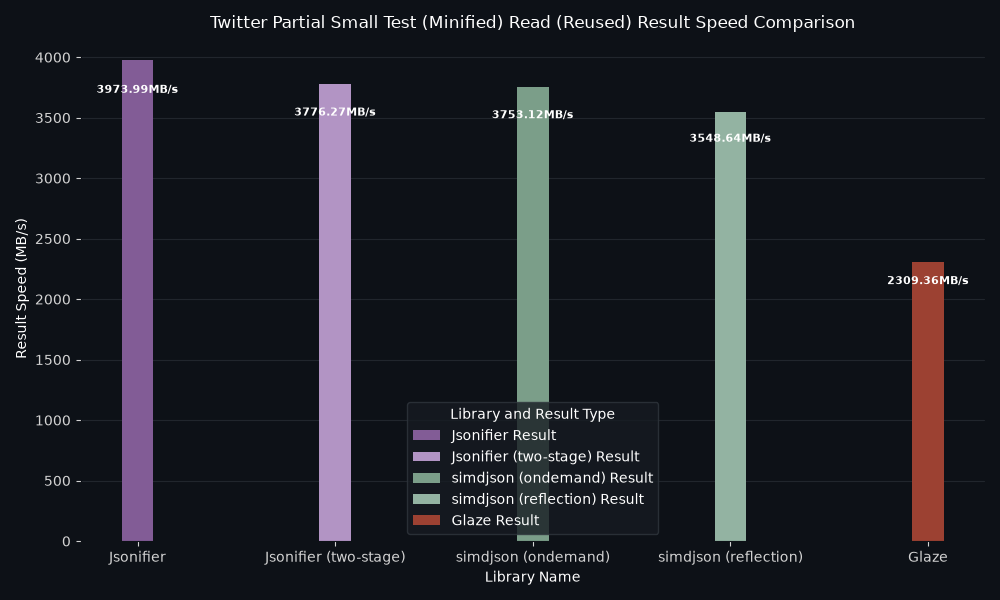 Twitter Partial Small Test (Minified) Read (Reused) Result Speed Comparison
Result Speed (MB/s)
4000
3500
3000
2500
2000
1500
1000
500
0
3973.99MB/s
3776.27MB/s
3753.12MB/s
3548.64MB/s
2309.36MB/s
Library and Result Type
Jsonifier Result
Jsonifier (two-stage) Result
simdjson (ondemand) Result
simdjson (reflection) Result
Glaze Result
Jsonifier
Jsonifier (two-stage)
simdjson (ondemand)
simdjson (reflection)
Glaze
Library Name